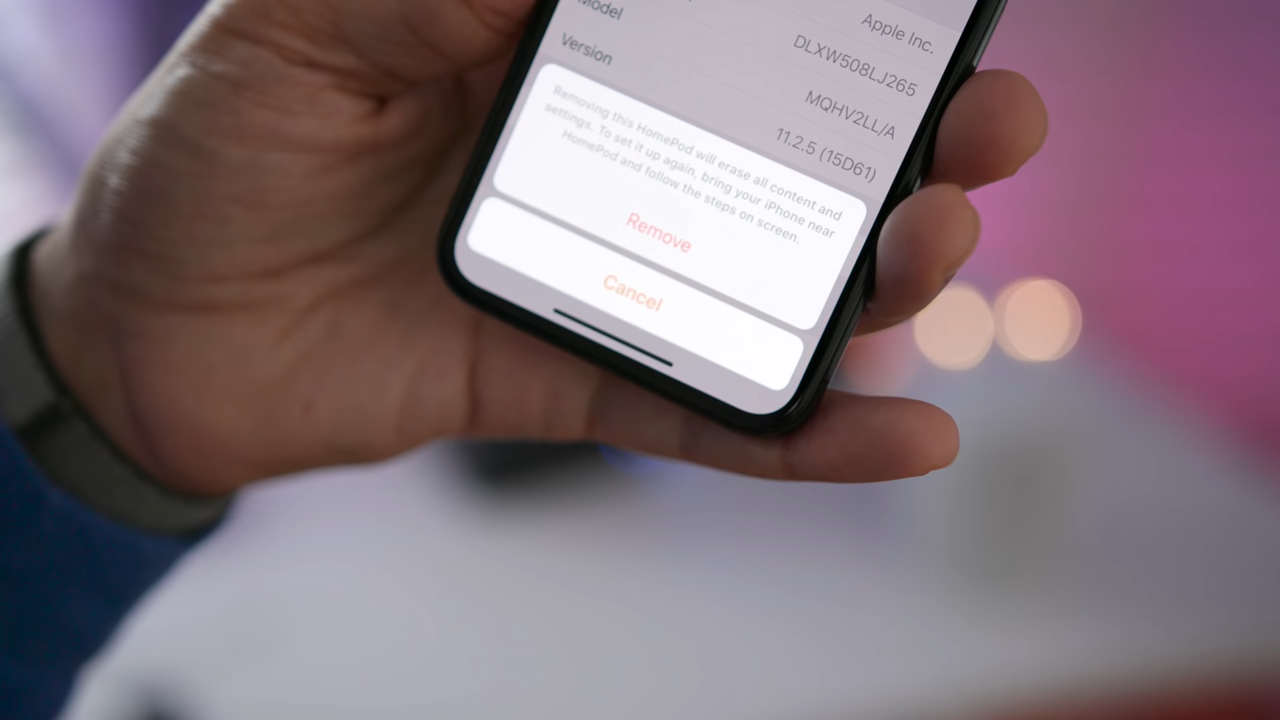 Apple Inc.
DLXW508LJ265
Model
MQHV2LL/A
Version
11.2.5 (15D61)
Removing this HomePod will erase all content and
settings. To set it up again, bring your iPhone near
HomePod and follow the steps on screen.
Remove
Cancel